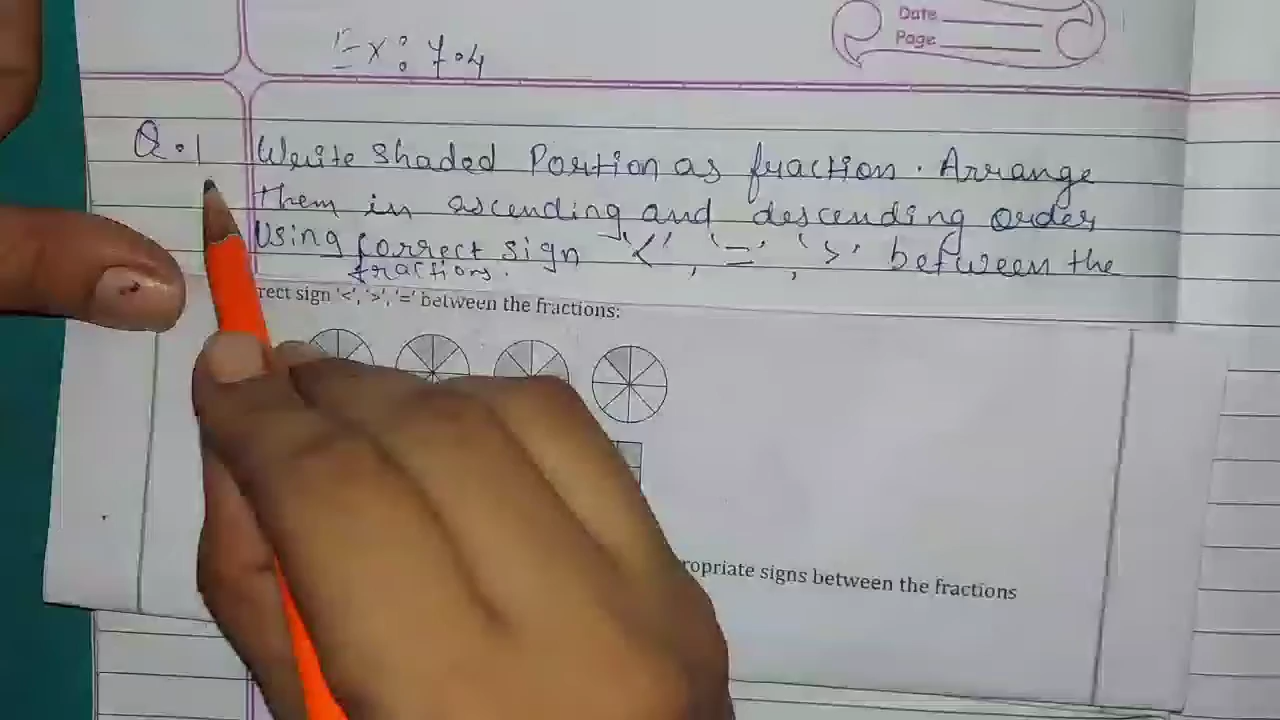 Date
Page
Ex: 7.4
Q.1 Write shaded Portion as fraction. Arrange
them in ascending and descending order
Using correct sign '<', '=', '>' between the
fractions.
rect sign '<', '>', '=' between the fractions:
ropriate signs between the fractions